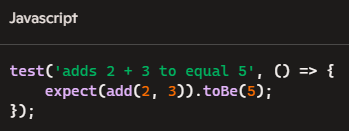 Javascript
test('adds 2 + 3 to equal 5', () => {
    expect(add(2, 3)).toBe(5);
});